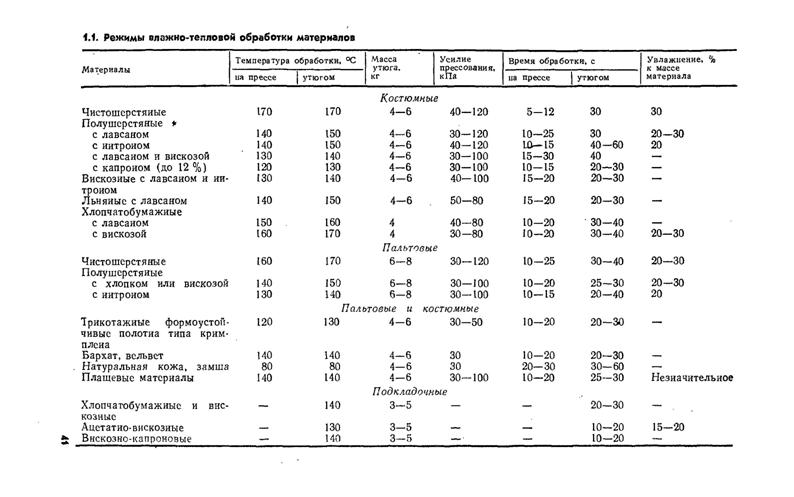 1.1. Режимы влажно-тепловой обработки материалов
Материалы | Температура обработки, °С | Масса утюга, кг | Усилие прессования, кПа | Время обработки, с | Увлажнение, % к массе материала
на прессе | утюгом | на прессе | утюгом
Костюмные
Чистошерстяные 170 170 4—6 40—120 5—12 30 30
Полушерстяные
с лавсаном 140 150 4—6 30—120 10—25 30 20—30
с нитроном 140 150 4—6 40—120 10—15 40—60 20
с лавсаном и вискозой 130 140 4—6 30—100 15—30 40 —
с капроном (до 12 %) 120 130 4—6 30—100 10—15 20—30 —
Вискозные с лавсаном и ни- 130 140 4—6 40—100 15—20 20—30 —
троном
Льняные с лавсаном 140 150 4—6 50—80 15—20 20—30 —
Хлопчатобумажные
с лавсаном 150 160 4 40—80 10—20 30—40 —
с вискозой 160 170 4 30—80 10—20 30—40 20—30
Пальтовые
Чистошерстяные 160 170 6—8 30—120 10—25 30—40 20—30
Полушерстяные
с хлопком или вискозой 140 150 6—8 30—100 10—20 25—30 20—30
с нитроном 130 140 6—8 30—100 10—15 20—40 20
Пальтовые и костюмные
Трикотажные формоустой- 120 130 4—6 30—50 10—20 20—30 —
чивые полотна типа крим-
плена
Бархат, вельвет 140 140 4—6 30 10—20 20—30 —
Натуральная кожа, замша 80 80 4—6 30 20—30 30—60 —
Плащевые материалы 140 140 4—6 30—100 10—20 25—30 Незначительное
Подкладочные
Хлопчатобумажные и вис- — 140 3—5 — — 20—30 —
козные
Ацетатно-вискозные — 130 3—5 — — 10—20 15—20
Вискозно-капроновые — 140 3—5 — — 10—20 —